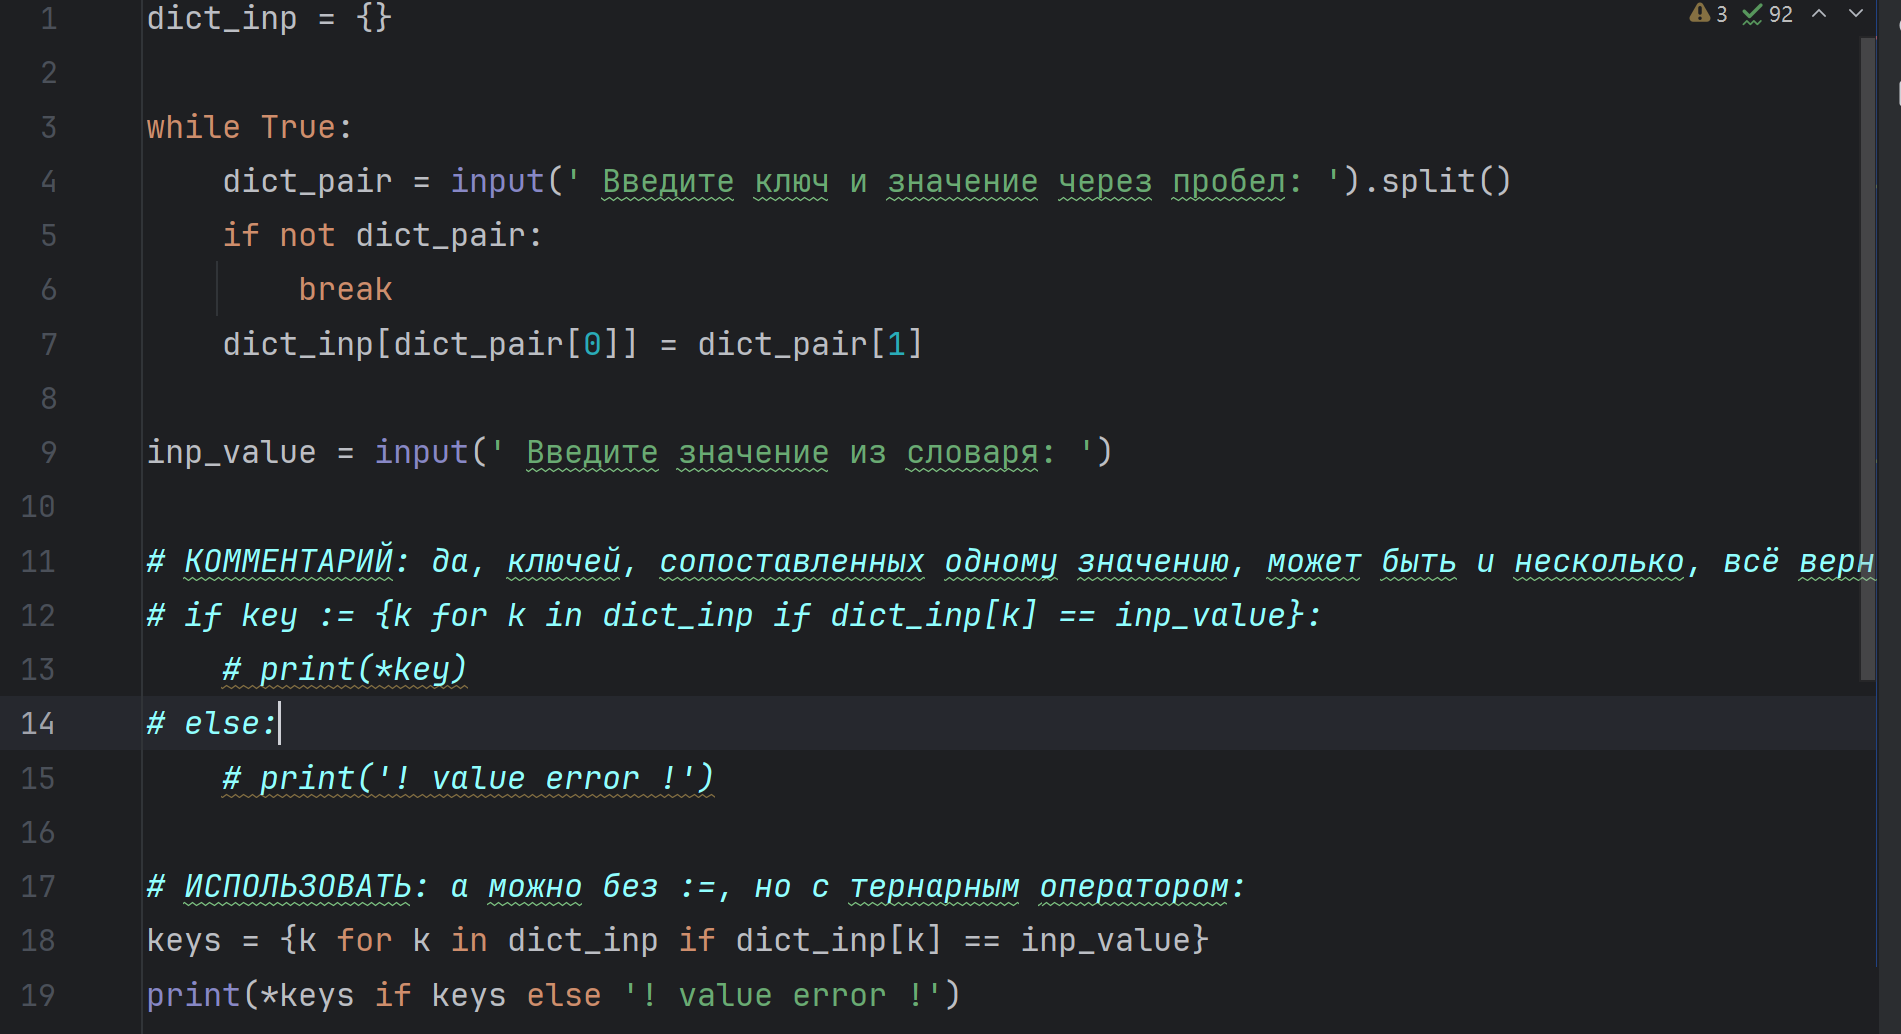 1 dict_inp = {}
3 92
2
3 while True:
4     dict_pair = input(' Введите ключ и значение через пробел: ').split()
5     if not dict_pair:
6         break
7     dict_inp[dict_pair[0]] = dict_pair[1]
8
9 inp_value = input(' Введите значение из словаря: ')
10
11 # КОММЕНТАРИЙ: да, ключей, сопоставленных одному значению, может быть и несколько, всё верн
12 # if key := {k for k in dict_inp if dict_inp[k] == inp_value}:
13     # print(*key)
14 # else:
15     # print('! value error !')
16
17 # ИСПОЛЬЗОВАТЬ: а можно без :=, но с тернарным оператором:
18 keys = {k for k in dict_inp if dict_inp[k] == inp_value}
19 print(*keys if keys else '! value error !')